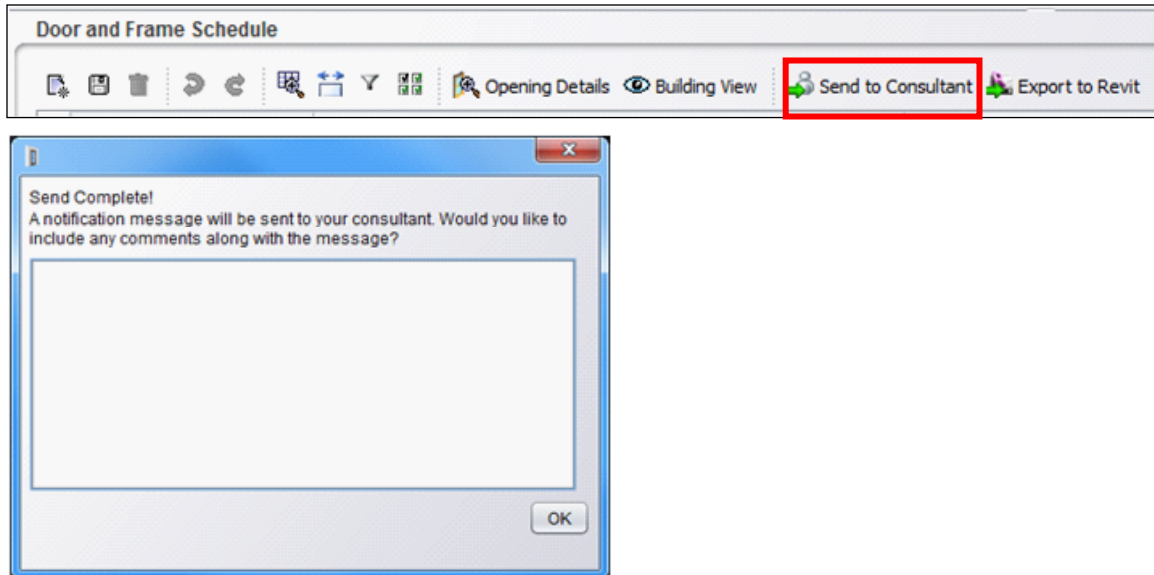 Door and Frame Schedule
Opening Details Building View Send to Consultant Export to Revit
Send Complete!
A notification message will be sent to your consultant. Would you like to
include any comments along with the message?
OK